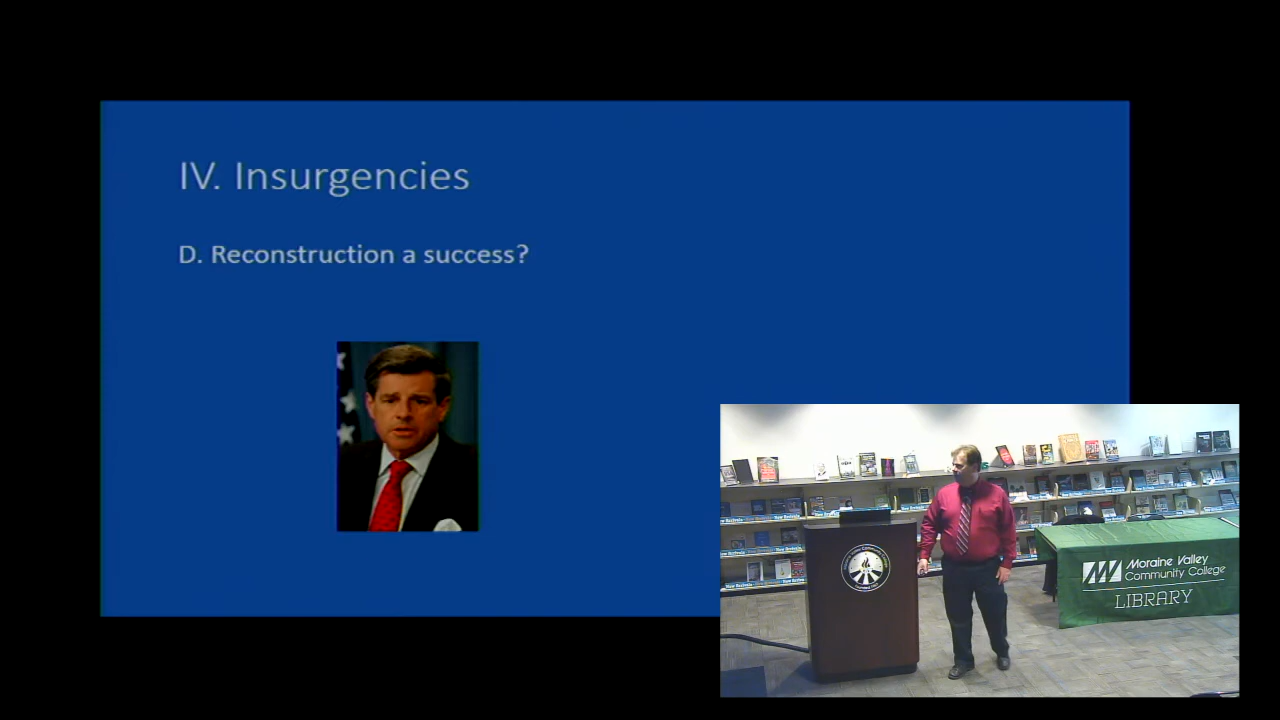 IV. Insurgencies
D. Reconstruction a success?
Moraine Valley
Community College
LIBRARY